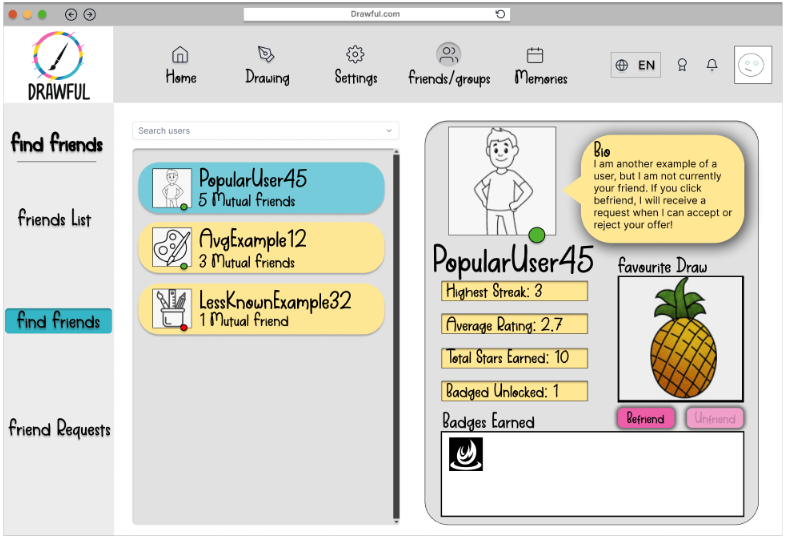 Drawful.com
DRAWFUL
Home
Drawing
Settings
friends/groups
Memories
EN
find friends
friends List
find friends
friend Requests
Search users
PopularUser45
5 Mutual friends
AvgExample12
3 Mutual friends
LessKnownExample32
1 Mutual friend
Bio
I am another example of a
user, but I am not currently
your friend. If you click
befriend, I will receive a
request when I can accept or
reject your offer!
PopularUser45
Highest Streak: 3
Average Rating: 2.7
Total Stars Earned: 10
Badged Unlocked: 1
favourite Draw
Befriend
Unfriend
Badges Earned